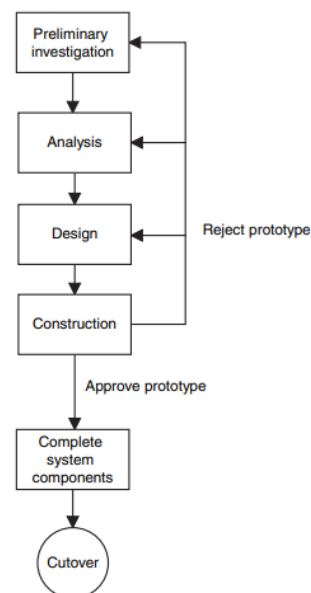 Preliminary
investigation
Analysis
Design
Reject prototype
Construction
Approve prototype
Complete
system
components
Cutover